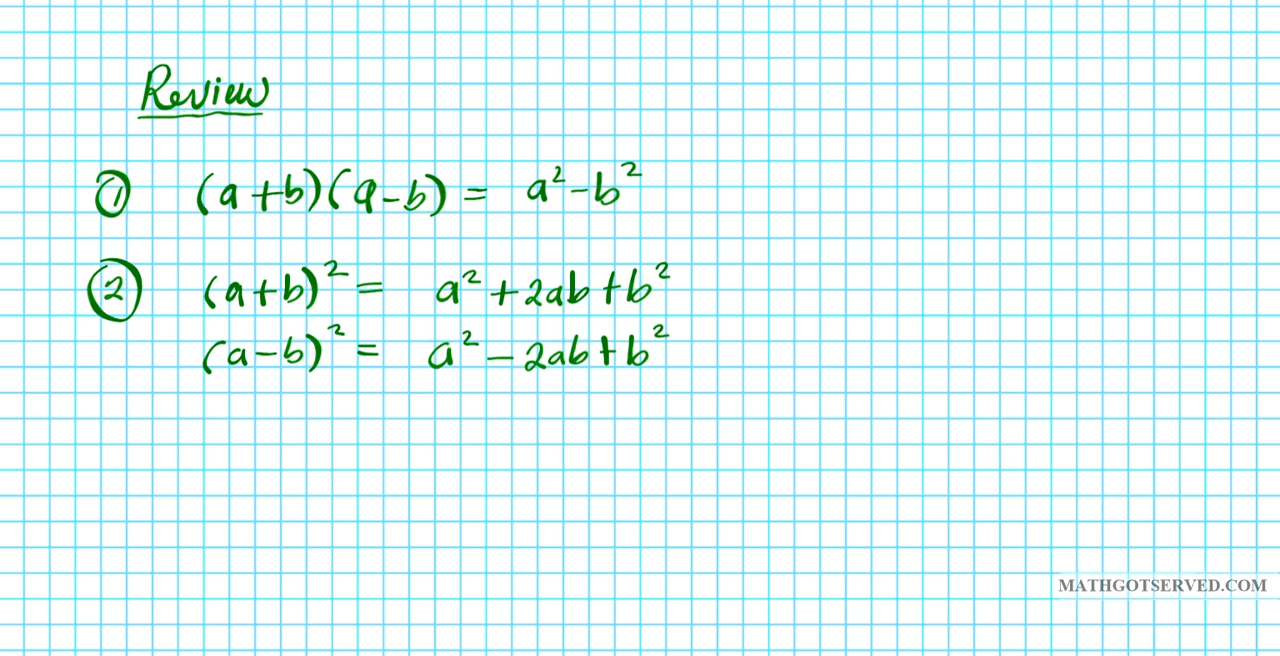 Review
① (a+b)(a-b) = a²-b²
② (a+b)² = a²+2ab+b²
(a-b)² = a²-2ab+b²
MATHGOTSERVED.COM